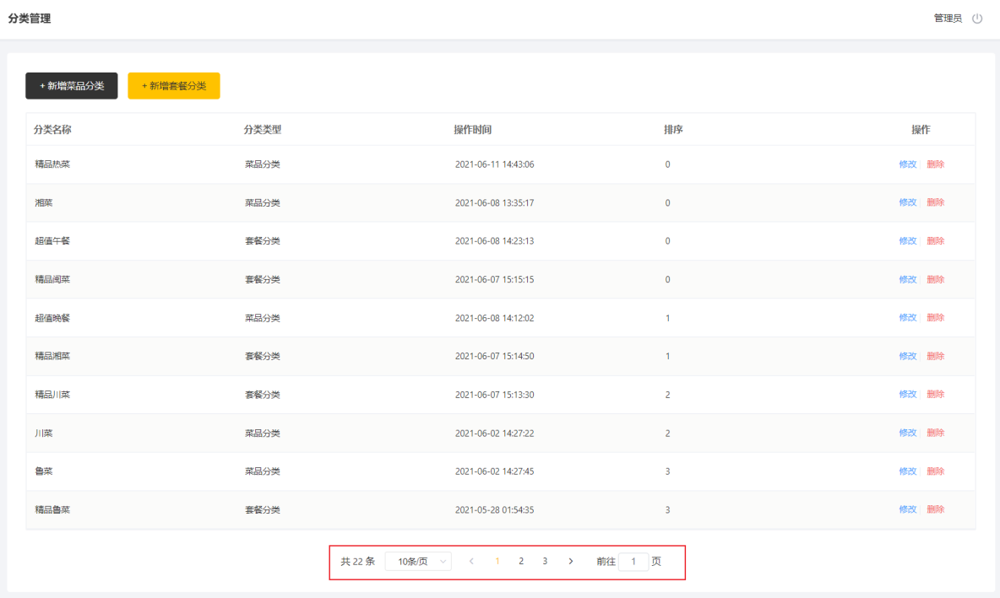 分类管理 管理员
+ 新增菜品分类 + 新增套餐分类
分类名称 分类类型 操作时间 排序 操作
精品热菜 菜品分类 2021-06-11 14:43:06 0 修改 删除
湘菜 菜品分类 2021-06-08 13:35:17 0 修改 删除
超值午餐 套餐分类 2021-06-08 14:23:13 0 修改 删除
精品闽菜 套餐分类 2021-06-07 15:15:15 0 修改 删除
超值晚餐 菜品分类 2021-06-08 14:12:02 1 修改 删除
精品湘菜 套餐分类 2021-06-07 15:14:50 1 修改 删除
精品川菜 套餐分类 2021-06-07 15:13:30 2 修改 删除
川菜 菜品分类 2021-06-02 14:27:22 2 修改 删除
鲁菜 菜品分类 2021-06-02 14:27:45 3 修改 删除
精品鲁菜 套餐分类 2021-05-28 01:54:35 3 修改 删除
共 22 条 10条/页 < 1 2 3 > 前往 1 页